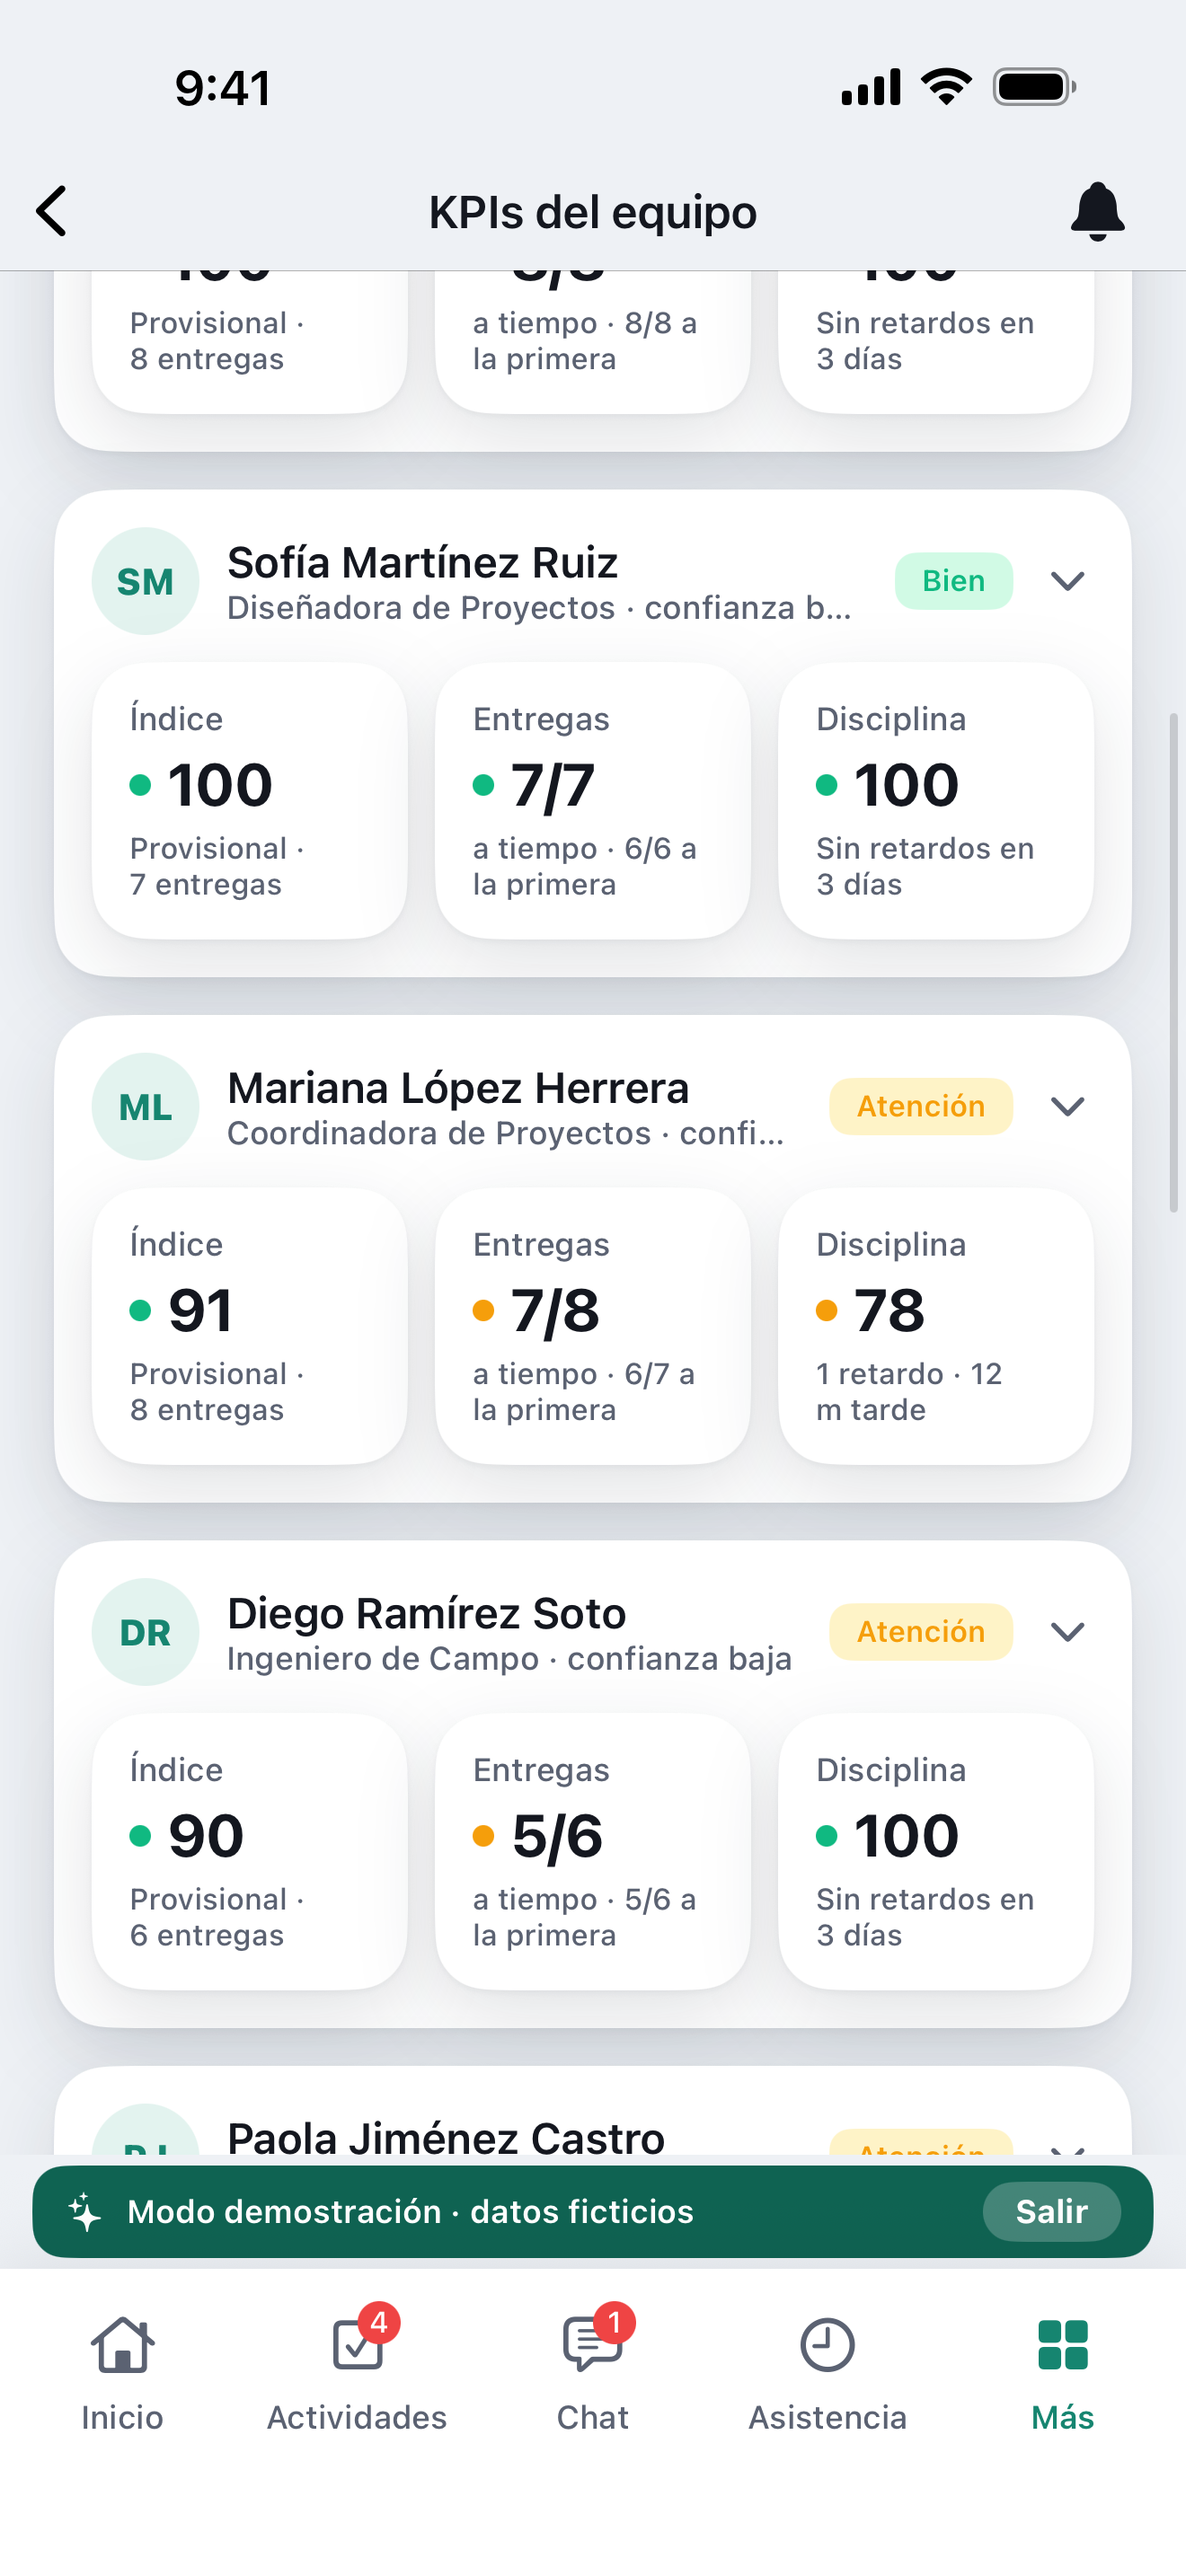 9:41
KPIs del equipo
100
8/8
100
Provisional ·
8 entregas
a tiempo · 8/8 a
la primera
Sin retardos en
3 días
SM
Sofía Martínez Ruiz
Diseñadora de Proyectos · confianza b...
Bien
Índice
100
Provisional ·
7 entregas
Entregas
7/7
a tiempo · 6/6 a
la primera
Disciplina
100
Sin retardos en
3 días
ML
Mariana López Herrera
Coordinadora de Proyectos · confi...
Atención
Índice
91
Provisional ·
8 entregas
Entregas
7/8
a tiempo · 6/7 a
la primera
Disciplina
78
1 retardo · 12
m tarde
DR
Diego Ramírez Soto
Ingeniero de Campo · confianza baja
Atención
Índice
90
Provisional ·
6 entregas
Entregas
5/6
a tiempo · 5/6 a
la primera
Disciplina
100
Sin retardos en
3 días
PJ
Paola Jiménez Castro
Atención
Modo demostración · datos ficticios
Salir
4
1
Inicio
Actividades
Chat
Asistencia
Más